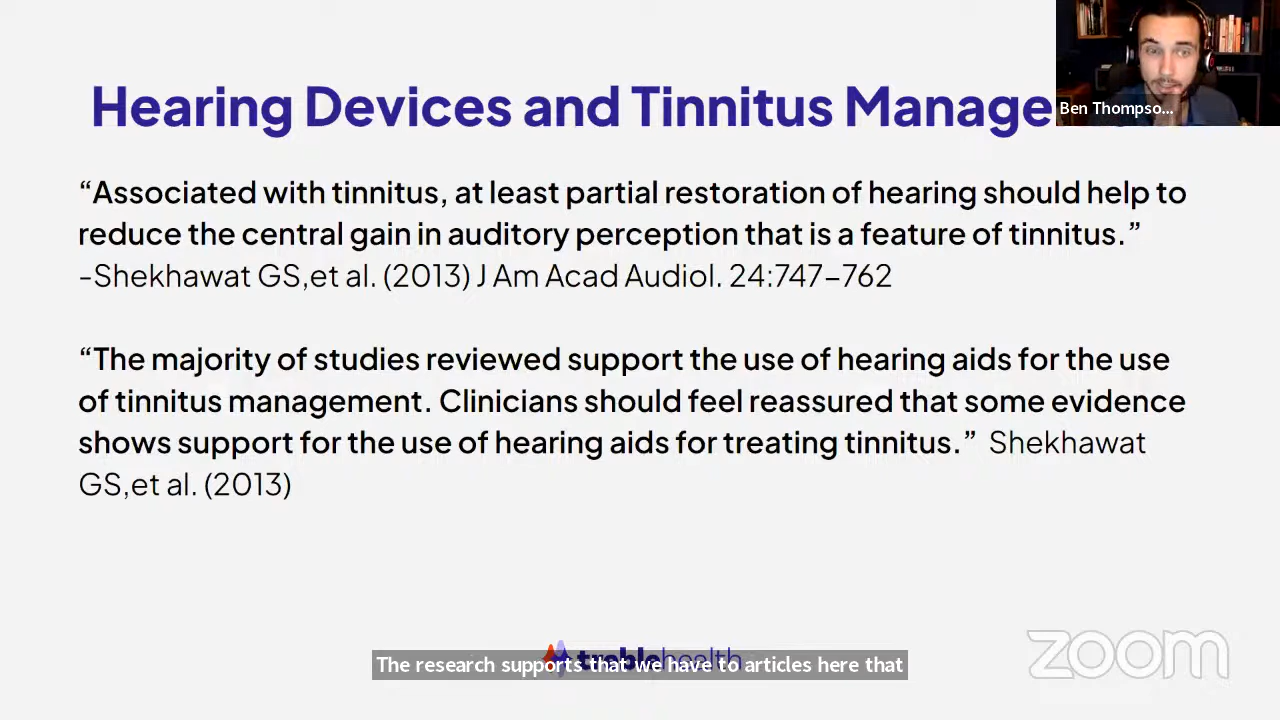 Hearing Devices and Tinnitus Manage
Ben Thompso...
“Associated with tinnitus, at least partial restoration of hearing should help to
reduce the central gain in auditory perception that is a feature of tinnitus.”
-Shekhawat GS,et al. (2013) J Am Acad Audiol. 24:747–762
“The majority of studies reviewed support the use of hearing aids for the use
of tinnitus management. Clinicians should feel reassured that some evidence
shows support for the use of hearing aids for treating tinnitus.” Shekhawat
GS,et al. (2013)
treblehealth
The research supports that we have to articles here that
zoom